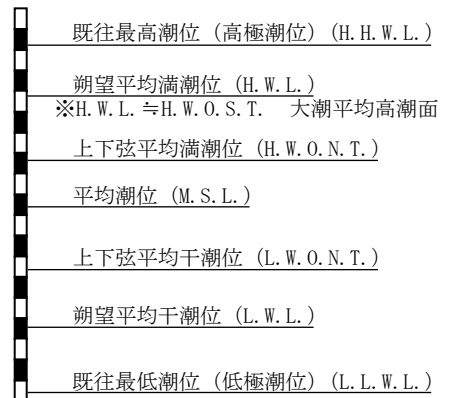 既往最高潮位（高極潮位）(H.H.W.L.)
朔望平均満潮位（H.W.L.）
※H.W.L.≒H.W.O.S.T.　大潮平均高潮面
上下弦平均満潮位（H.W.O.N.T.）
平均潮位（M.S.L.）
上下弦平均干潮位（L.W.O.N.T.）
朔望平均干潮位（L.W.L.）
既往最低潮位（低極潮位）(L.L.W.L.)